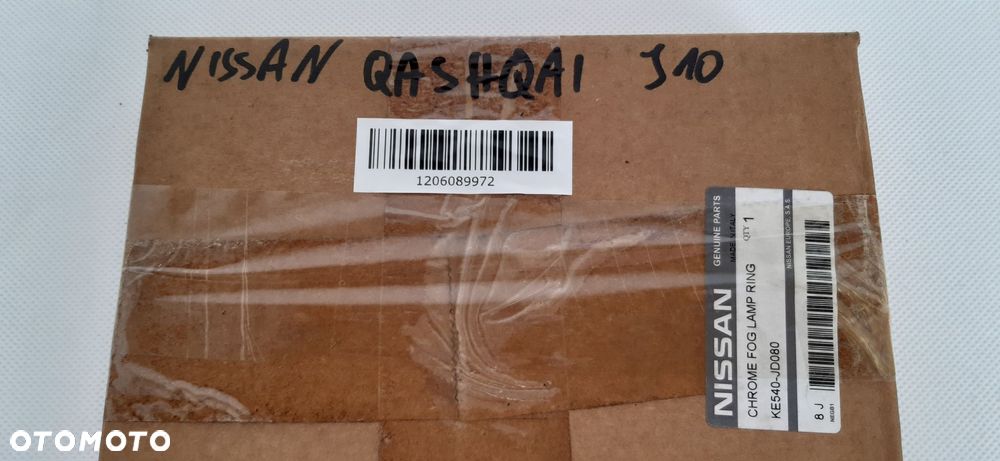 NISSAN QASHQAI J10
1206089972
NISSAN
GENUINE PARTS
MADE IN ITALY
CHROME FOG LAMP RING
QTY 1
KE540-JD080
NISSAN EUROPE, S.A.S.
8 J
NEGB1
OTOMOTO